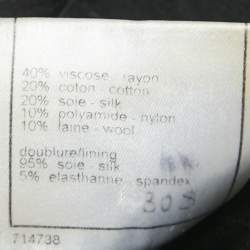 40% viscose - rayon
20% coton - cotton
20% soie - silk
10% polyamide - nylon
10% laine - wool
doublure/lining
95% soie - silk
5% elasthanne - spandex
714738